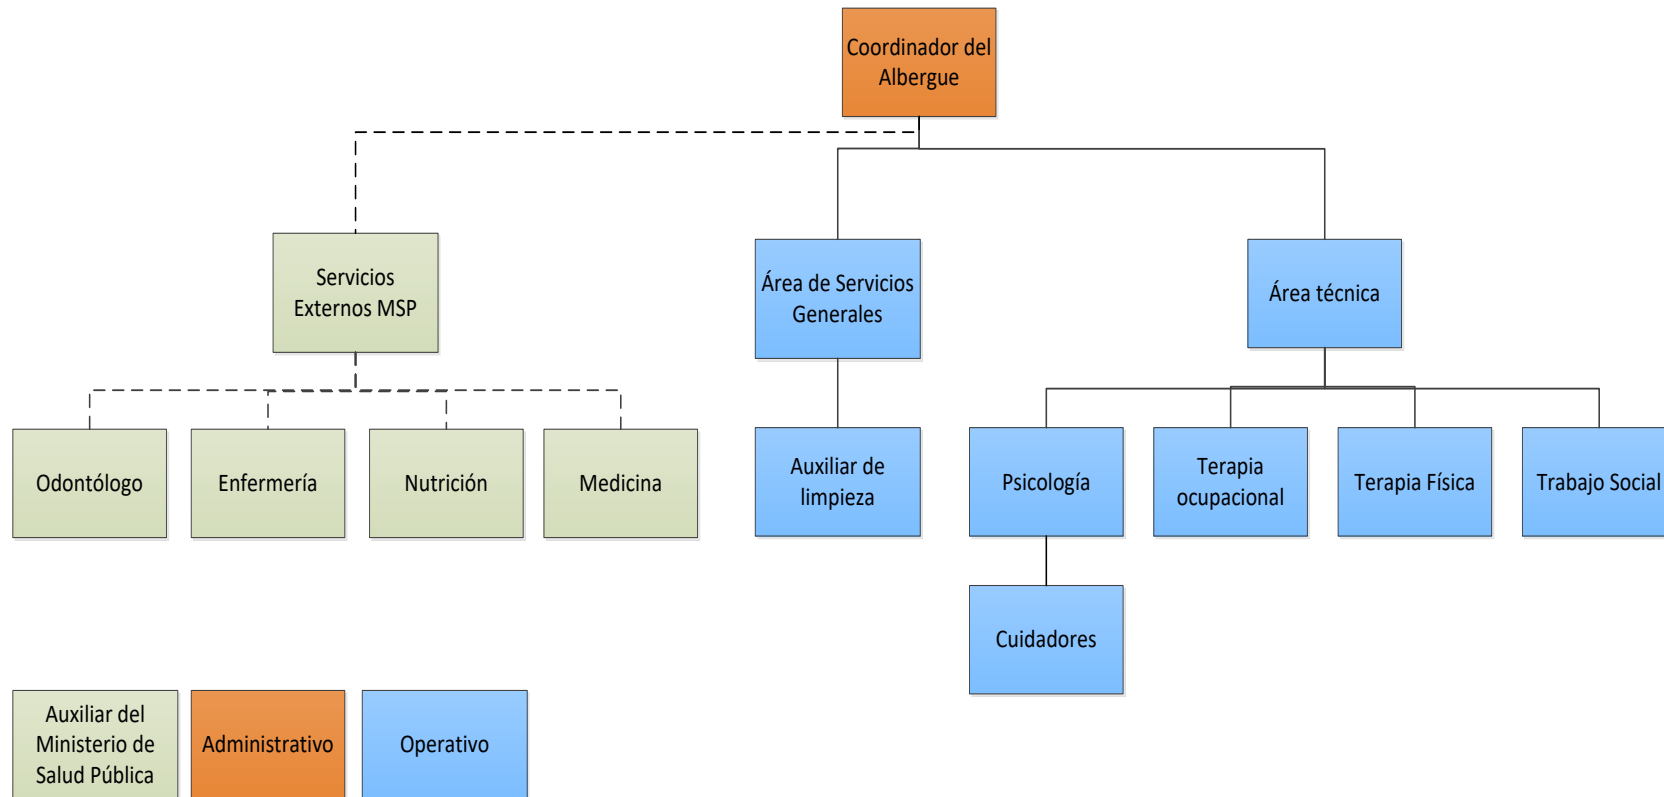 Coordinador del
Albergue
Servicios
Externos MSP
Área de Servicios
Generales
Área técnica
Odontólogo
Enfermería
Nutrición
Medicina
Auxiliar de
limpieza
Psicología
Terapia
ocupacional
Terapia Física
Trabajo Social
Cuidadores
Auxiliar del
Ministerio de
Salud Pública
Administrativo
Operativo